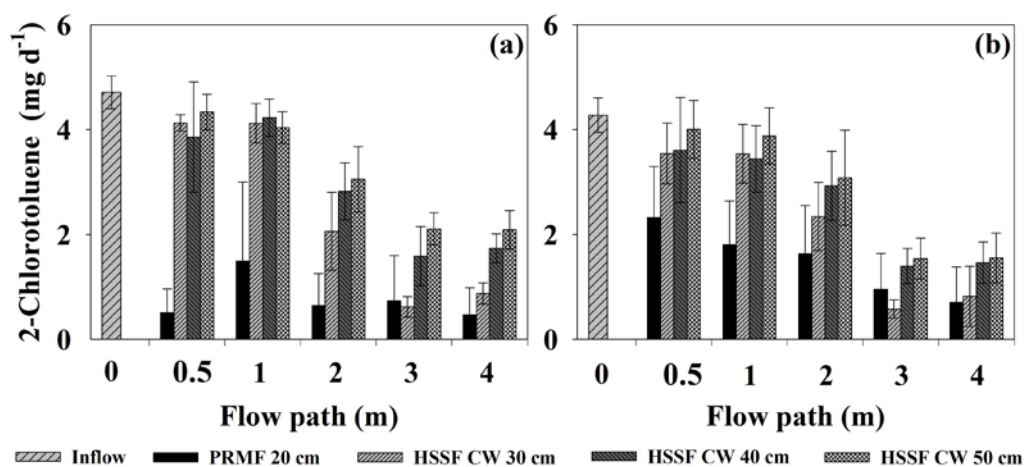 2-Chlorotoluene (mg d⁻¹)
6
4
2
0
(a)
0 0.5 1 2 3 4
Flow path (m)
6
4
2
0
(b)
0 0.5 1 2 3 4
Flow path (m)
Inflow PRMF 20 cm HSSF CW 30 cm HSSF CW 40 cm HSSF CW 50 cm